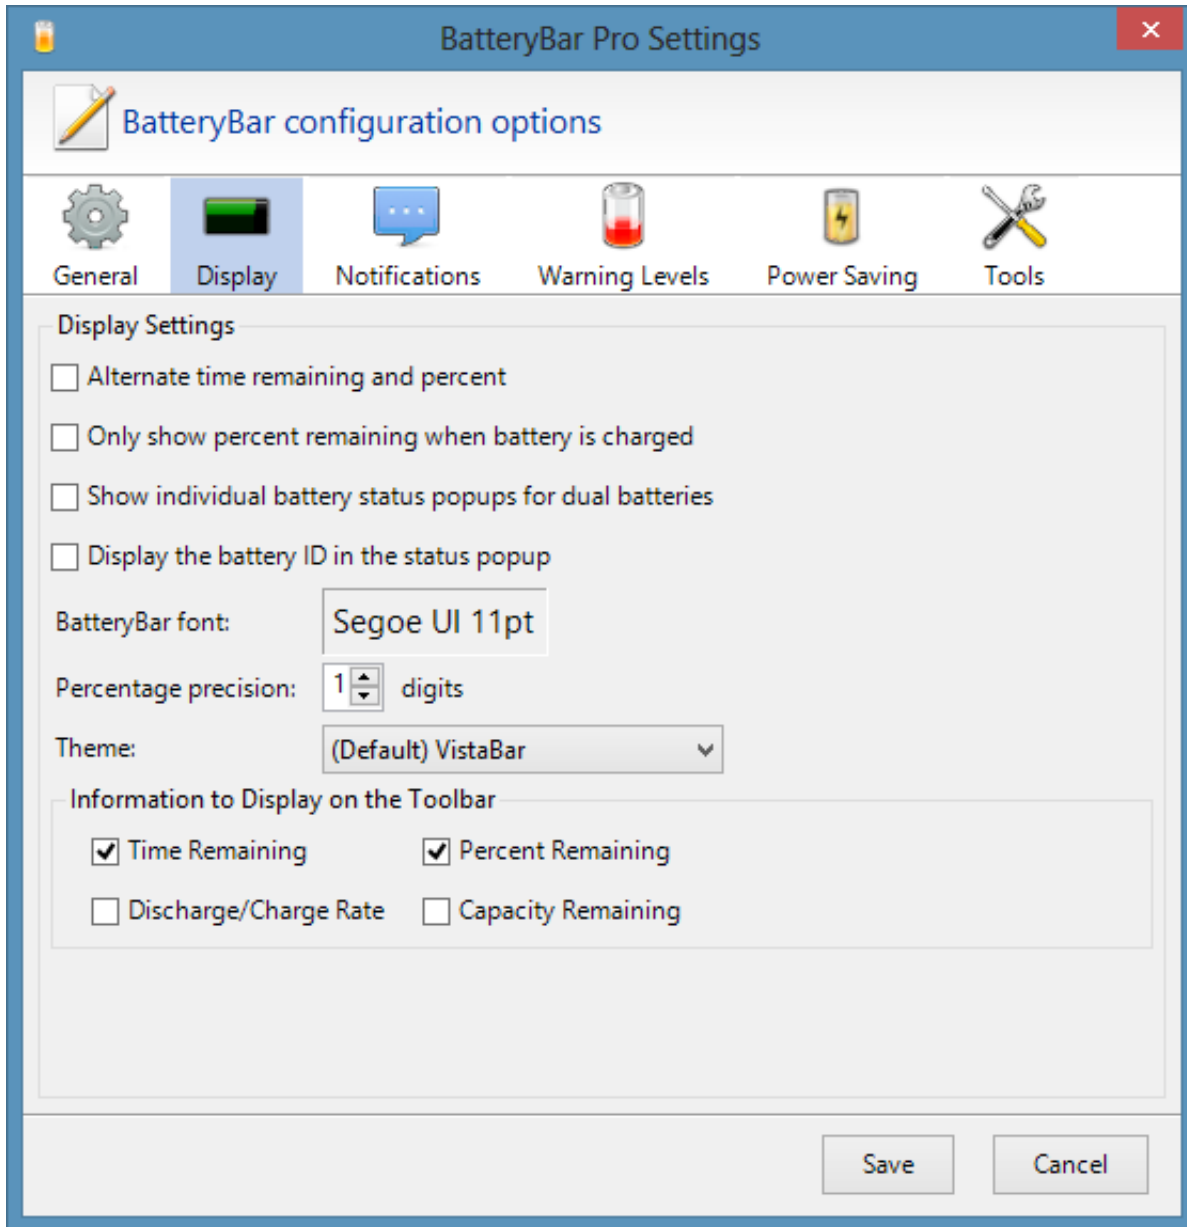 BatteryBar Pro Settings
BatteryBar configuration options
General Display Notifications Warning Levels Power Saving Tools
Display Settings
Alternate time remaining and percent
Only show percent remaining when battery is charged
Show individual battery status popups for dual batteries
Display the battery ID in the status popup
BatteryBar font: Segoe UI 11pt
Percentage precision: 1 digits
Theme: (Default) VistaBar
Information to Display on the Toolbar
Time Remaining Percent Remaining
Discharge/Charge Rate Capacity Remaining
Save Cancel